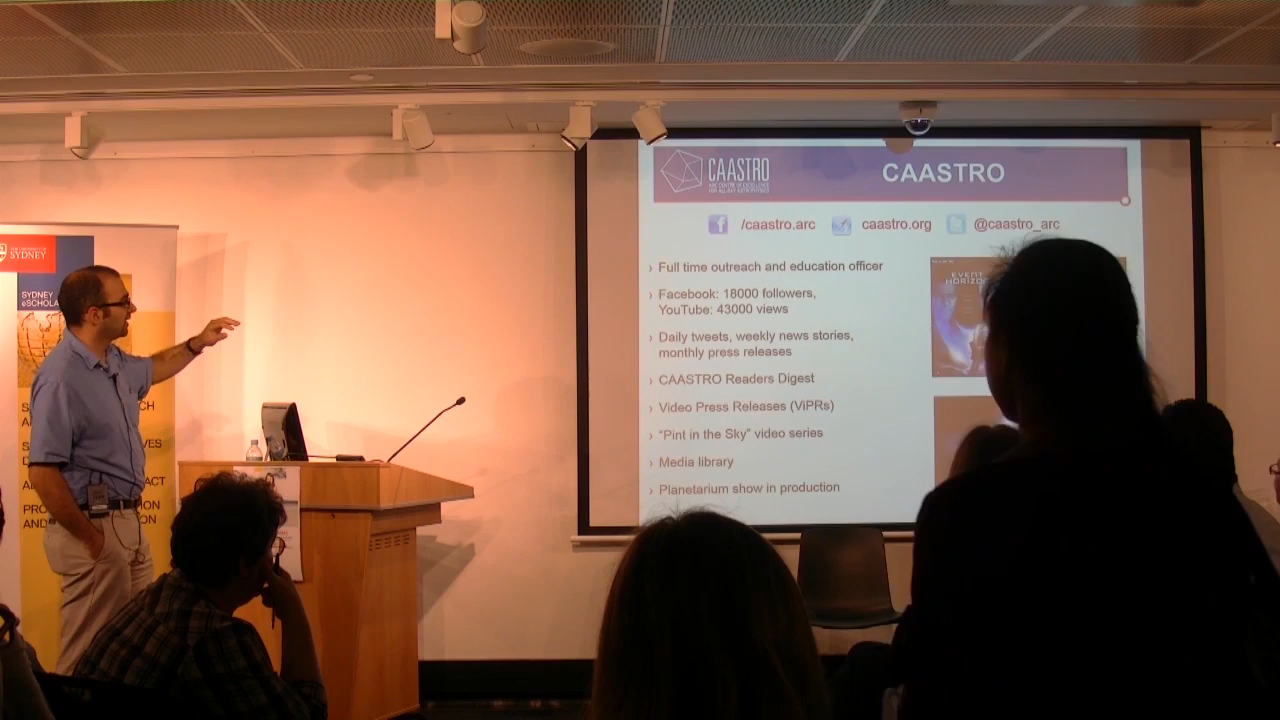 CAASTRO
ARC CENTRE OF EXCELLENCE
FOR ALL-SKY ASTROPHYSICS
CAASTRO
/caastro.arc caastro.org @caastro_arc
› Full time outreach and education officer
› Facebook: 18000 followers,
YouTube: 43000 views
› Daily tweets, weekly news stories,
monthly press releases
› CAASTRO Readers Digest
› Video Press Releases (ViPRs)
› “Pint in the Sky” video series
› Media library
› Planetarium show in production
EVENT
SYDNEY
SYDNEY